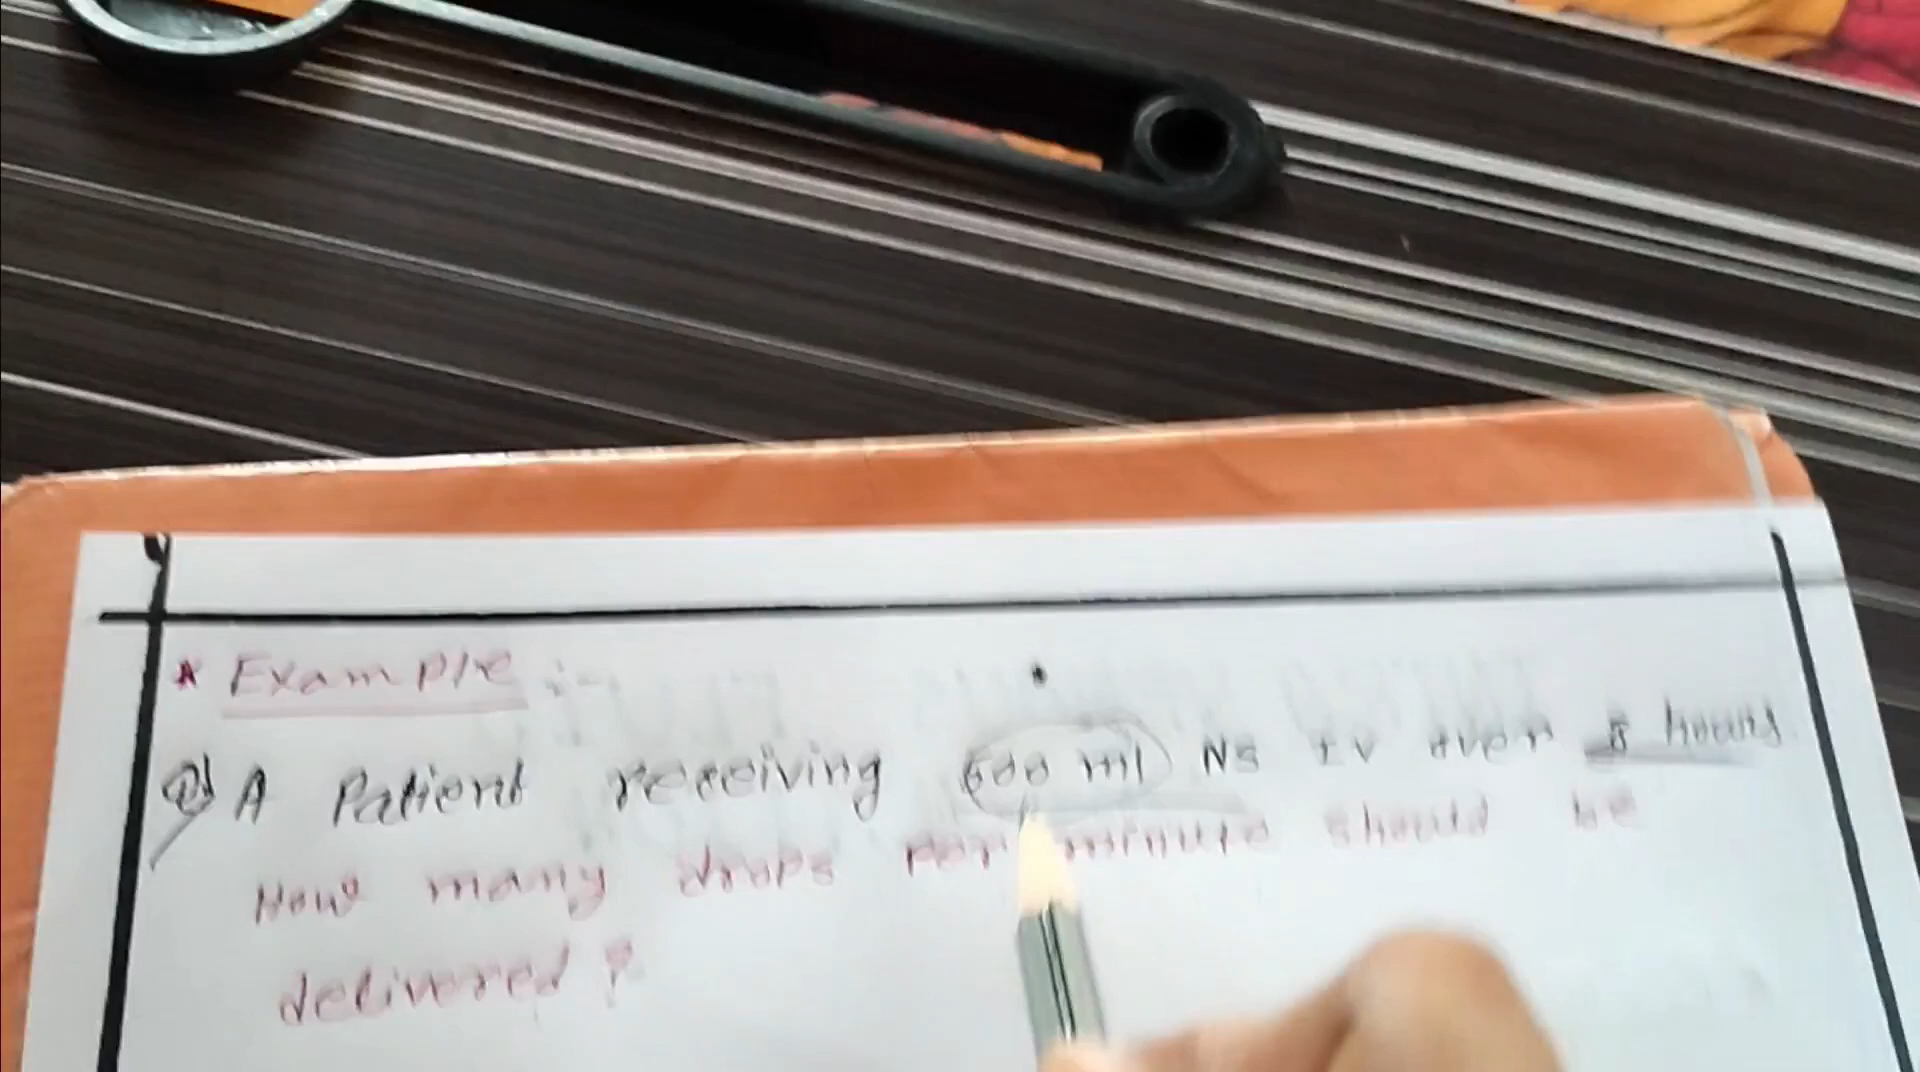 * Example :-
Q) A Patient receiving 500 ml NS IV over 8 hours.
How many drops per minute should be
delivered ?